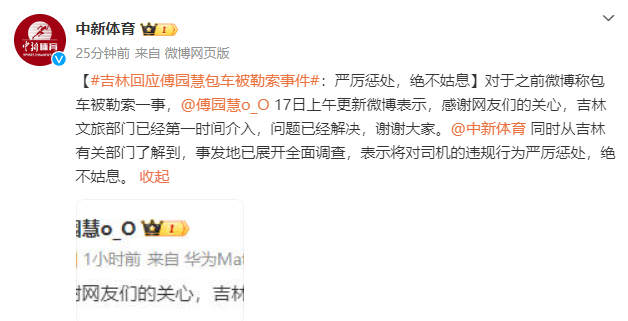 中新体育 1
25分钟前 来自 微博网页版
【#吉林回应傅园慧包车被勒索事件#：严厉惩处，绝不姑息】对于之前微博称包
车被勒索一事，@傅园慧o_O 17日上午更新微博表示，感谢网友们的关心，吉林
文旅部门已经第一时间介入，问题已经解决，谢谢大家。@中新体育 同时从吉林
有关部门了解到，事发地已展开全面调查，表示将对司机的违规行为严厉惩处，绝
不姑息。 收起
慧o_O 1
1小时前 来自 华为Mat
网友们的关心，吉林